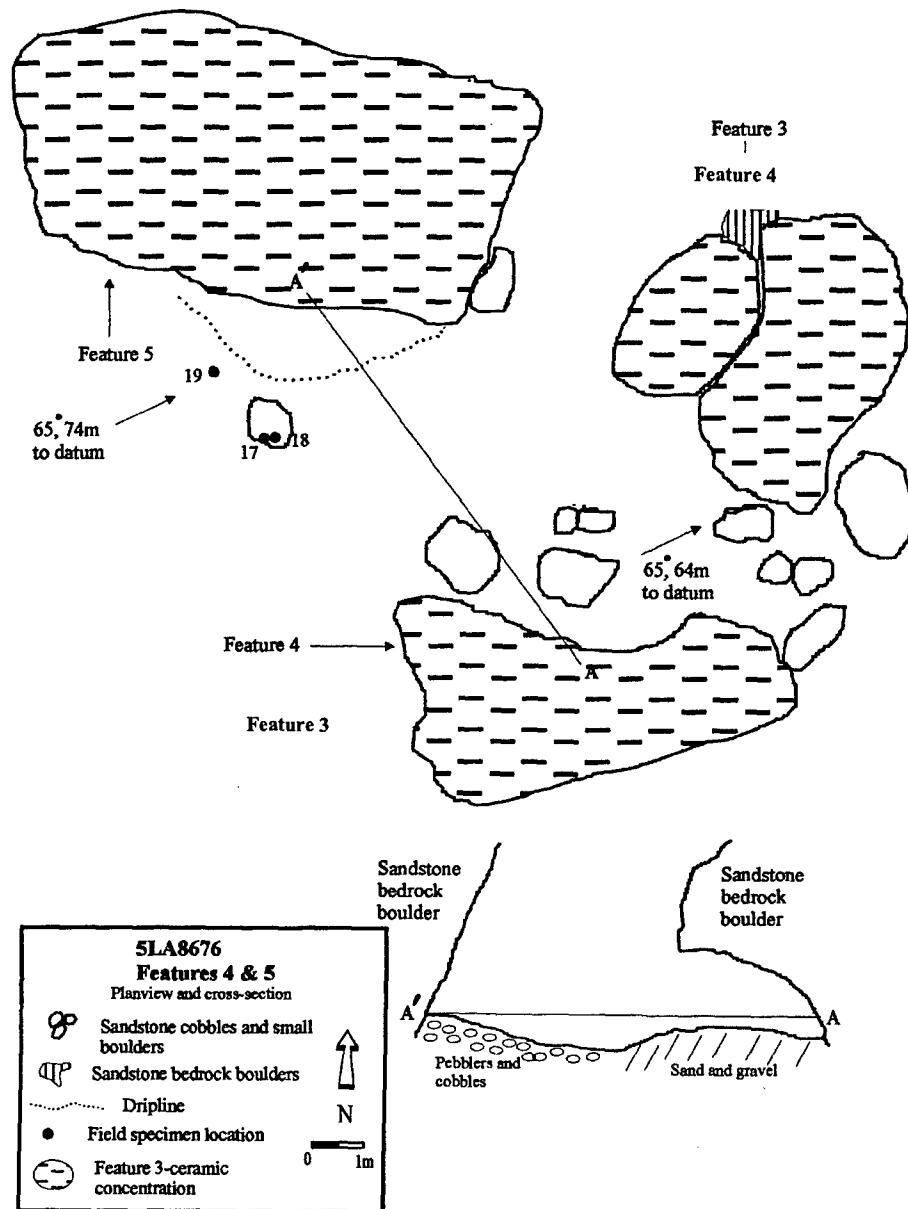 Feature 3
Feature 4
A'
Feature 5
19
65°, 74m
to datum
17
18
65°, 64m
to datum
Feature 4
A
Feature 3
Sandstone
bedrock
boulder
Sandstone
bedrock
boulder
A'
A
Pebblers and
cobbles
Sand and gravel
5LA8676
Features 4 & 5
Planview and cross-section
Sandstone cobbles and small
boulders
Sandstone bedrock boulders
Dripline
Field specimen location
Feature 3-ceramic
concentration
N
0 1m